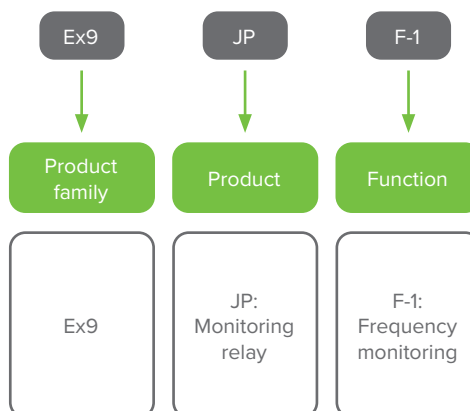 Ex9
JP
F-1
Product
family
Product
Function
Ex9
JP:
Monitoring
relay
F-1:
Frequency
monitoring